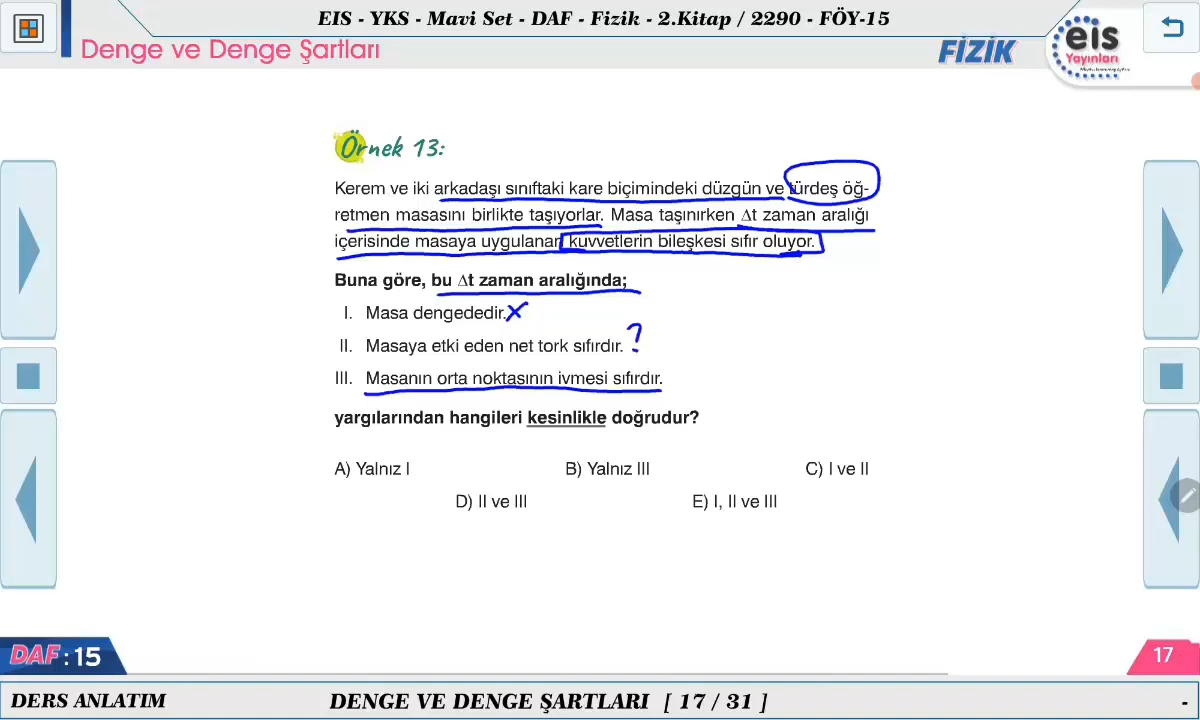 EIS - YKS - Mavi Set - DAF - Fizik - 2.Kitap / 2290 - FÖY-15
Denge ve Denge Şartları
FİZİK
eis
Yayınları
Örnek 13:
Kerem ve iki arkadaşı sınıftaki kare biçimindeki düzgün ve türdeş öğ-
retmen masasını birlikte taşıyorlar. Masa taşınırken Δt zaman aralığı
içerisinde masaya uygulanan kuvvetlerin bileşkesi sıfır oluyor.
Buna göre, bu Δt zaman aralığında;
I. Masa dengededir. X
II. Masaya etki eden net tork sıfırdır. ?
III. Masanın orta noktasının ivmesi sıfırdır.
yargılarından hangileri kesinlikle doğrudur?
A) Yalnız I B) Yalnız III C) I ve II
D) II ve III E) I, II ve III
DAF : 15
17
DERS ANLATIM DENGE VE DENGE ŞARTLARI [ 17 / 31 ] -